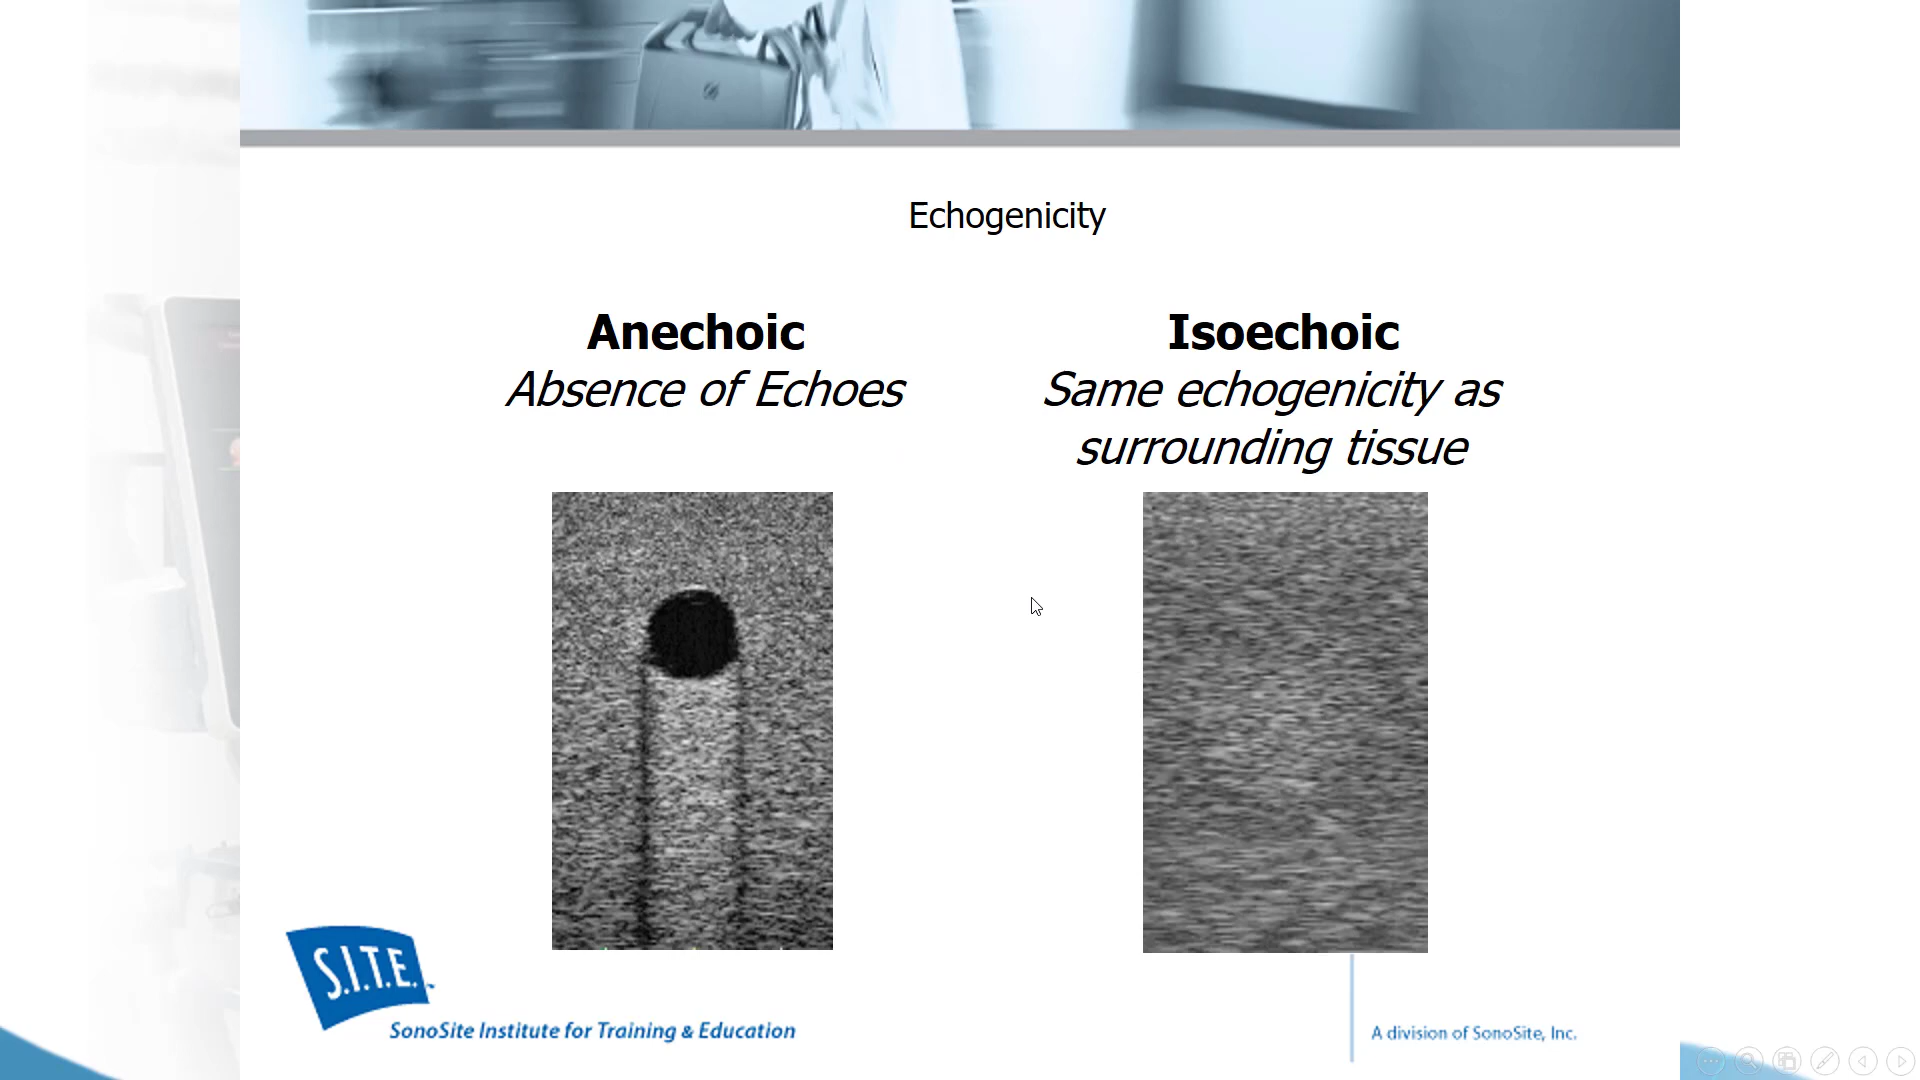 Echogenicity
Anechoic
Absence of Echoes
Isoechoic
Same echogenicity as
surrounding tissue
S.I.T.E.™
SonoSite Institute for Training & Education
A division of SonoSite, Inc.